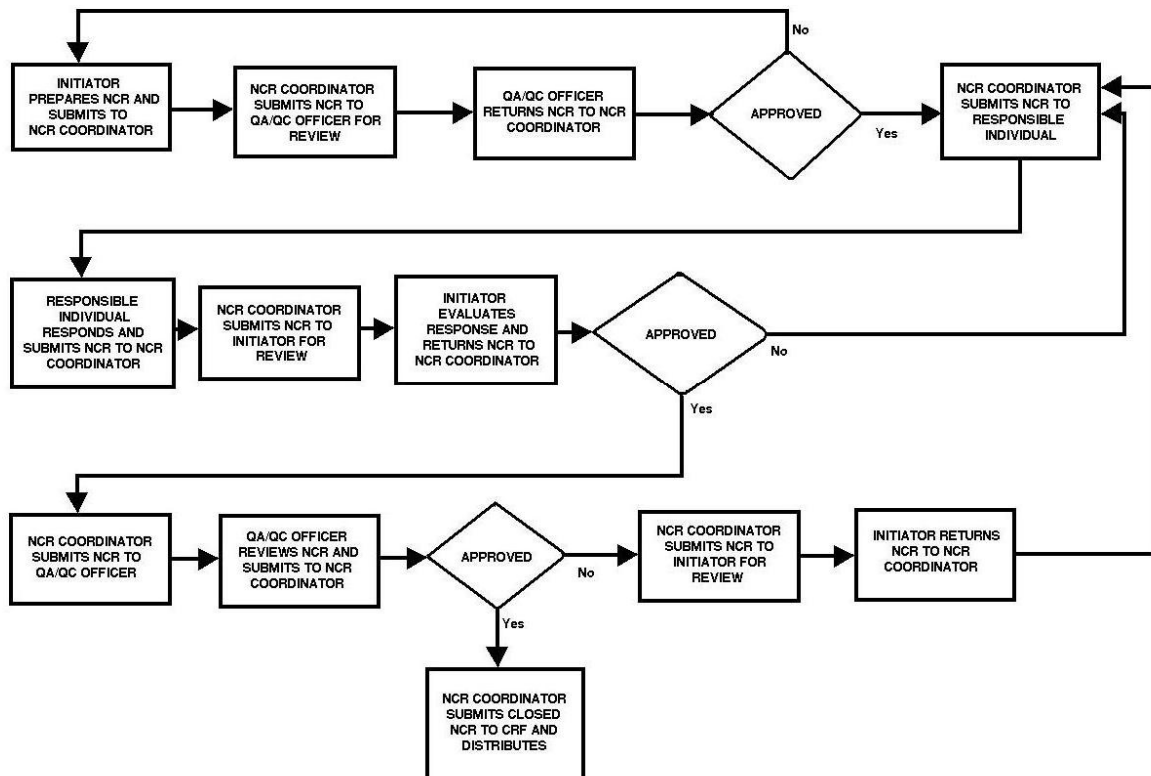 No
INITIATOR
PREPARES NCR AND
SUBMITS TO
NCR COORDINATOR
NCR COORDINATOR
SUBMITS NCR TO
QA/QC OFFICER FOR
REVIEW
QA/QC OFFICER
RETURNS NCR TO NCR
COORDINATOR
APPROVED
Yes
NCR COORDINATOR
SUBMITS NCR TO
RESPONSIBLE
INDIVIDUAL
RESPONSIBLE
INDIVIDUAL
RESPONDS AND
SUBMITS NCR TO NCR
COORDINATOR
NCR COORDINATOR
SUBMITS NCR TO
INITIATOR FOR
REVIEW
INITIATOR
EVALUATES
RESPONSE AND
RETURNS NCR TO
NCR COORDINATOR
APPROVED
No
Yes
NCR COORDINATOR
SUBMITS NCR TO
QA/QC OFFICER
QA/QC OFFICER
REVIEWS NCR AND
SUBMITS TO NCR
COORDINATOR
APPROVED
No
Yes
NCR COORDINATOR
SUBMITS NCR TO
INITIATOR FOR
REVIEW
INITIATOR RETURNS
NCR TO NCR
COORDINATOR
NCR COORDINATOR
SUBMITS CLOSED
NCR TO CRF AND
DISTRIBUTES